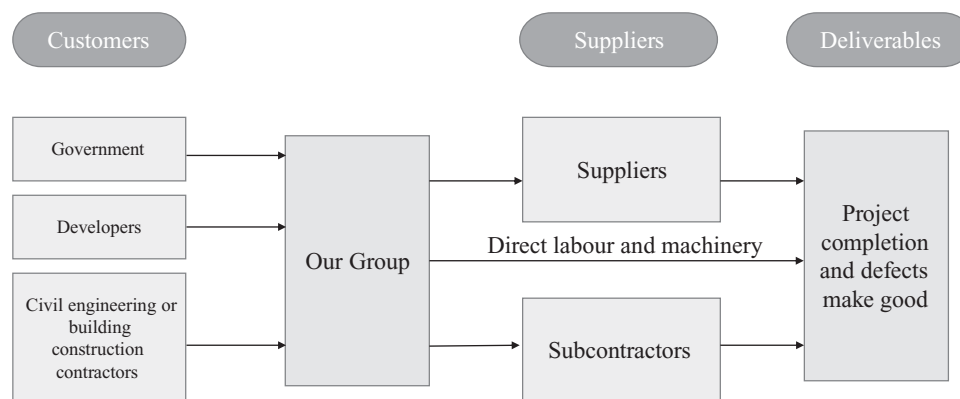 Customers
Suppliers
Deliverables
Government
Developers
Civil engineering or
building
construction
contractors
Our Group
Suppliers
Direct labour and machinery
Subcontractors
Project
completion
and defects
make good